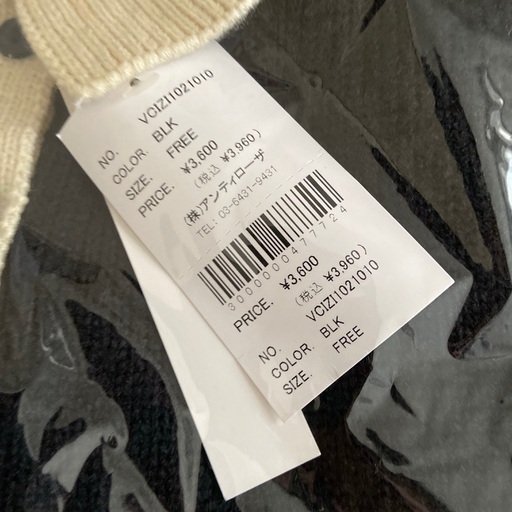 NO. VCIZI1021010
COLOR. BLK
SIZE. FREE
PRICE. ¥3,600
(税込 ¥3,960)
(株)アンティローザ
TEL: 03-6431-9431
3000000477724
PRICE. ¥3,600
(税込 ¥3,960)
NO. VCIZI1021010
COLOR. BLK
SIZE. FREE